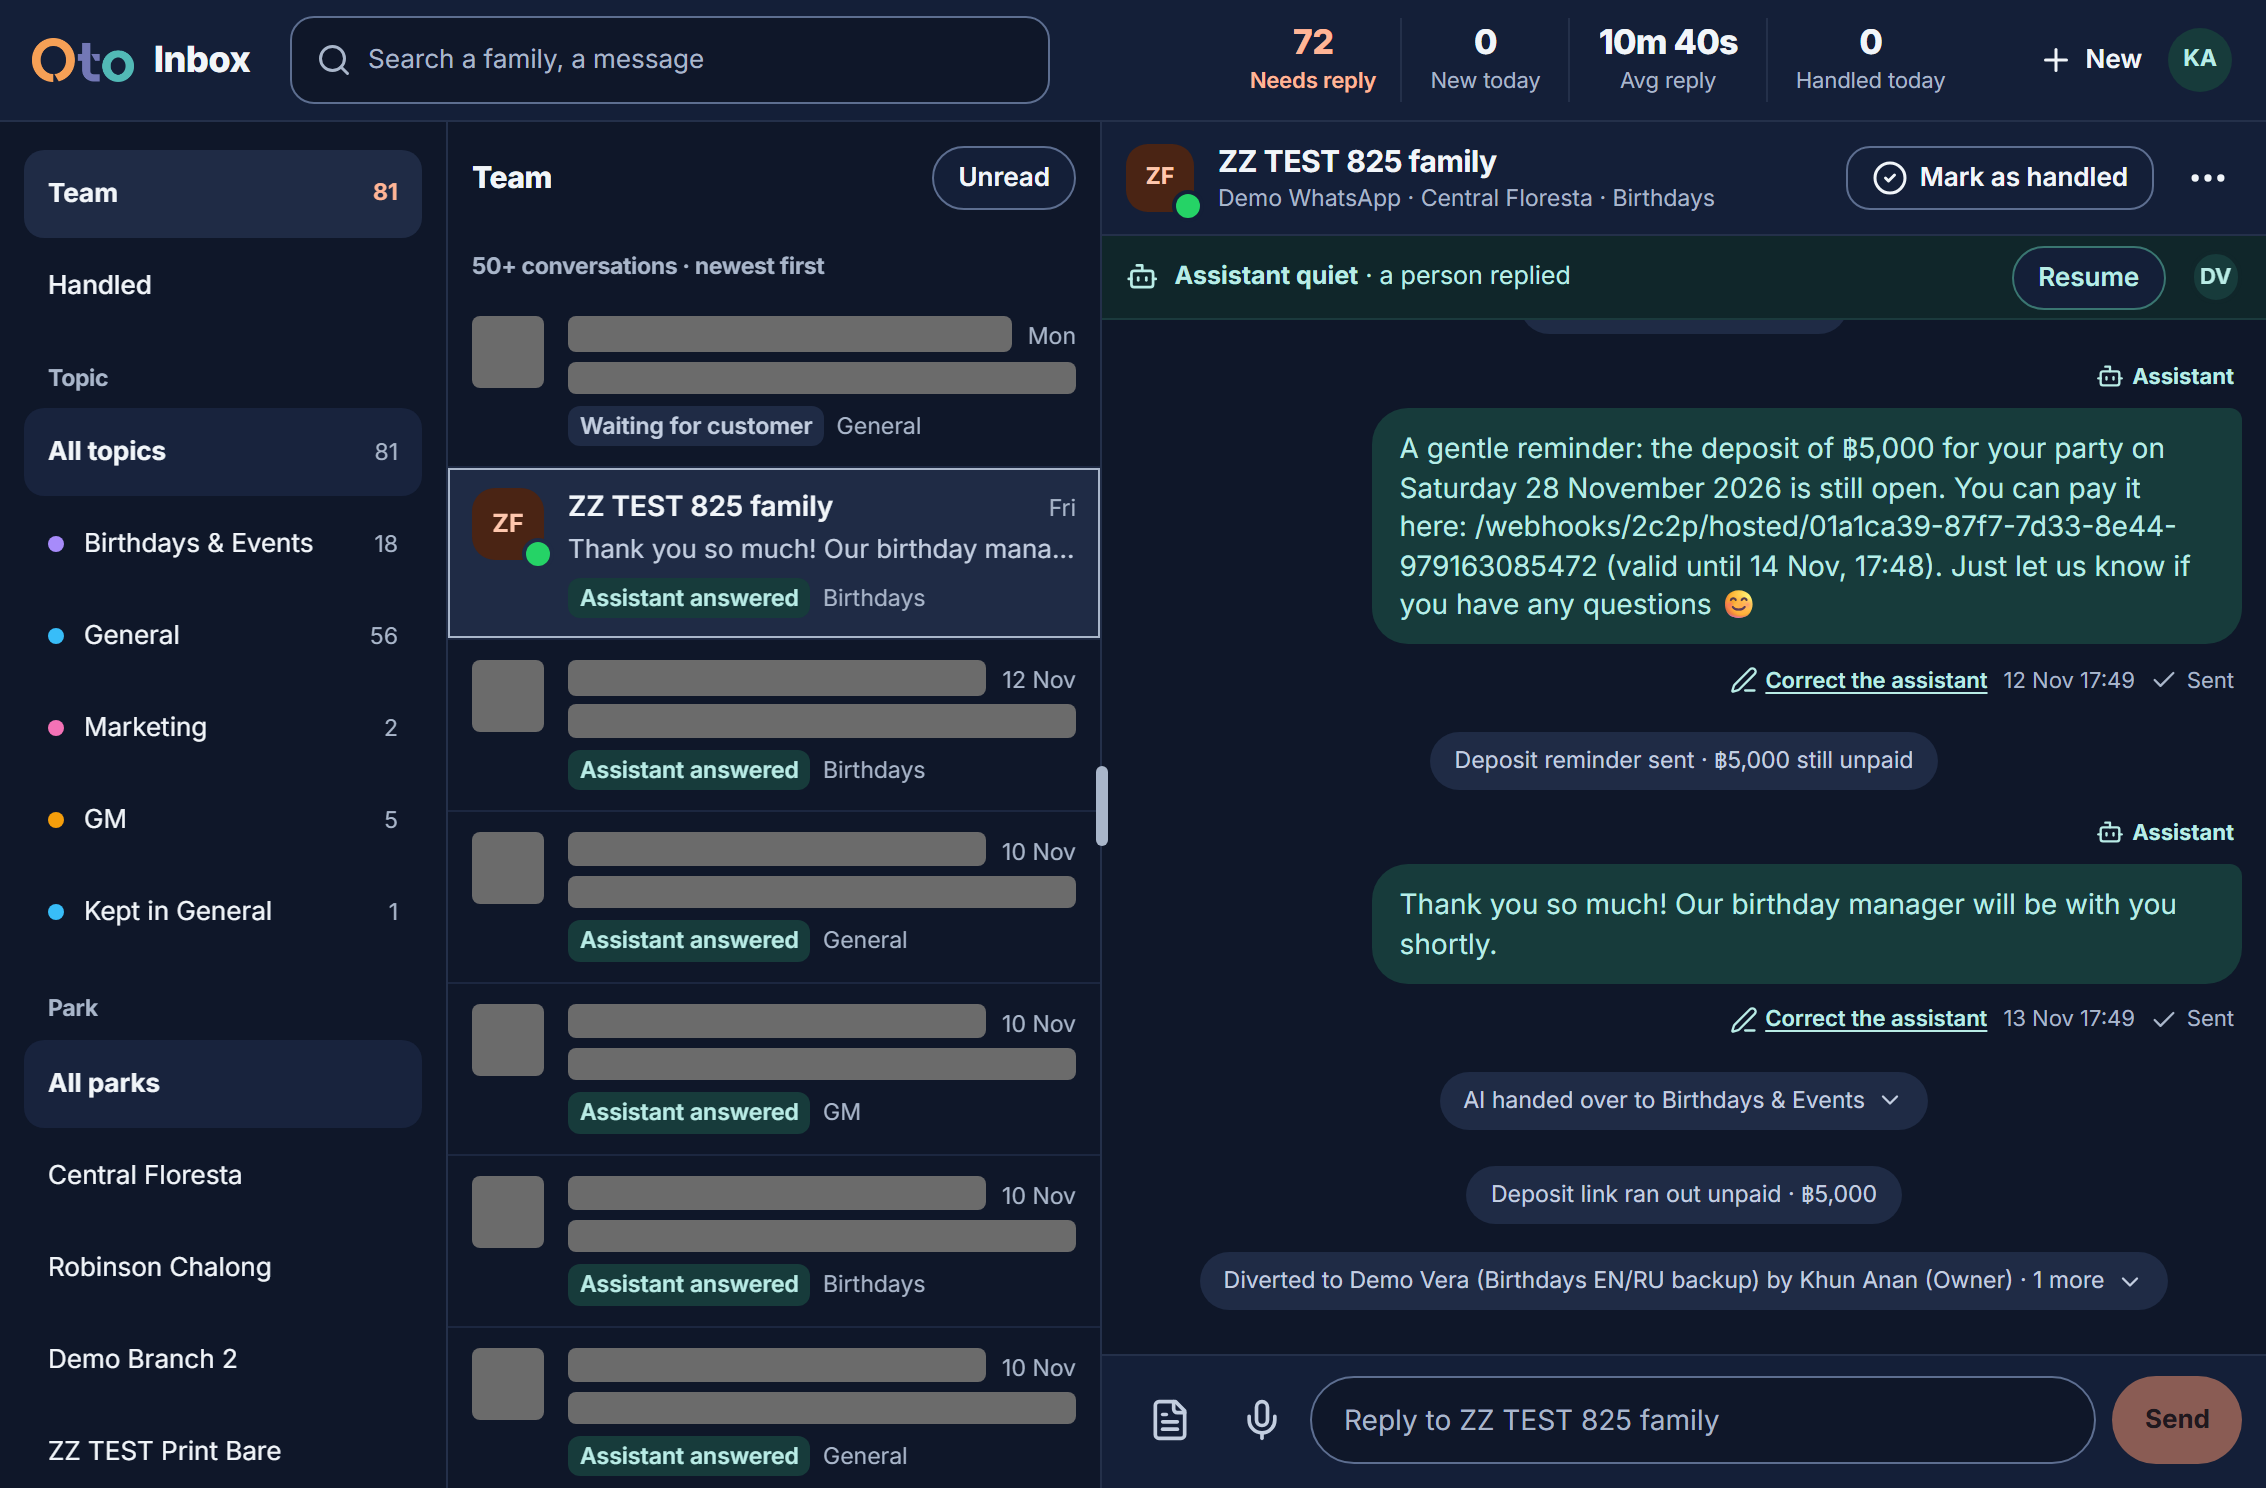 Oto Inbox
Search a family, a message
72
Needs reply
0
New today
10m 40s
Avg reply
0
Handled today
New
KA
Team 81
Handled
Topic
All topics 81
Birthdays & Events 18
General 56
Marketing 2
GM 5
Kept in General 1
Park
All parks
Central Floresta
Robinson Chalong
Demo Branch 2
ZZ TEST Print Bare
Team
Unread
50+ conversations · newest first
Mon
Waiting for customer General
ZF
ZZ TEST 825 family Fri
Thank you so much! Our birthday mana...
Assistant answered Birthdays
12 Nov
Assistant answered Birthdays
10 Nov
Assistant answered General
10 Nov
Assistant answered GM
10 Nov
Assistant answered Birthdays
10 Nov
Assistant answered General
ZF
ZZ TEST 825 family
Demo WhatsApp · Central Floresta · Birthdays
Mark as handled
Assistant quiet · a person replied
Resume
DV
Assistant
A gentle reminder: the deposit of ฿5,000 for your party on
Saturday 28 November 2026 is still open. You can pay it
here: /webhooks/2c2p/hosted/01a1ca39-87f7-7d33-8e44-
979163085472 (valid until 14 Nov, 17:48). Just let us know if
you have any questions 😊
Correct the assistant 12 Nov 17:49 Sent
Deposit reminder sent · ฿5,000 still unpaid
Assistant
Thank you so much! Our birthday manager will be with you
shortly.
Correct the assistant 13 Nov 17:49 Sent
AI handed over to Birthdays & Events
Deposit link ran out unpaid · ฿5,000
Diverted to Demo Vera (Birthdays EN/RU backup) by Khun Anan (Owner) · 1 more
Reply to ZZ TEST 825 family
Send